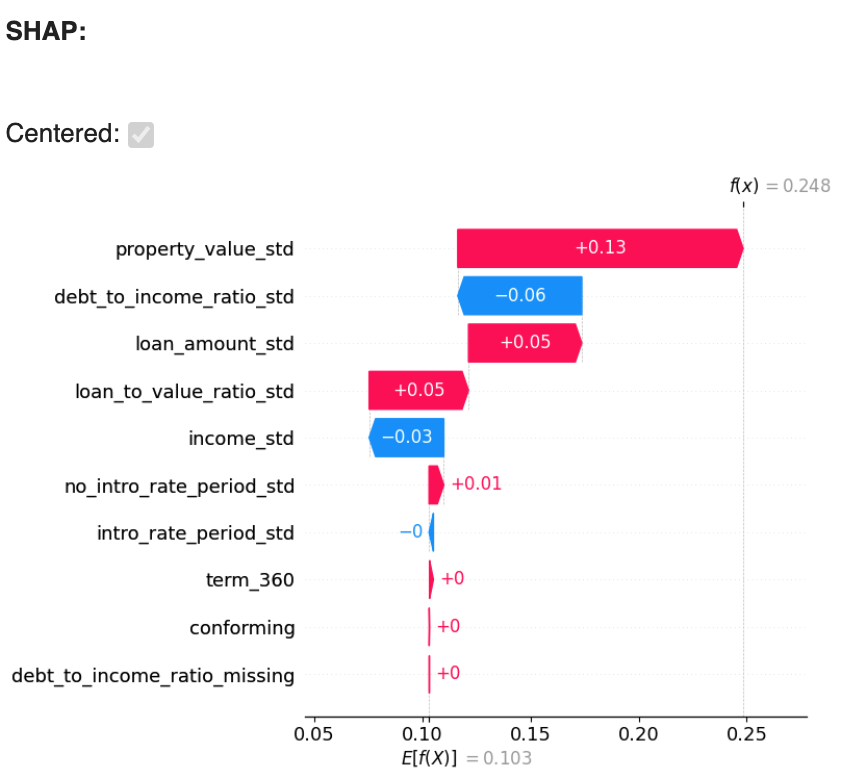 SHAP:
Centered:
f(x) = 0.248
property_value_std +0.13
debt_to_income_ratio_std −0.06
loan_amount_std +0.05
loan_to_value_ratio_std +0.05
income_std −0.03
no_intro_rate_period_std +0.01
intro_rate_period_std −0
term_360 +0
conforming +0
debt_to_income_ratio_missing +0
0.05 0.10 0.15 0.20 0.25
E[f(X)] = 0.103